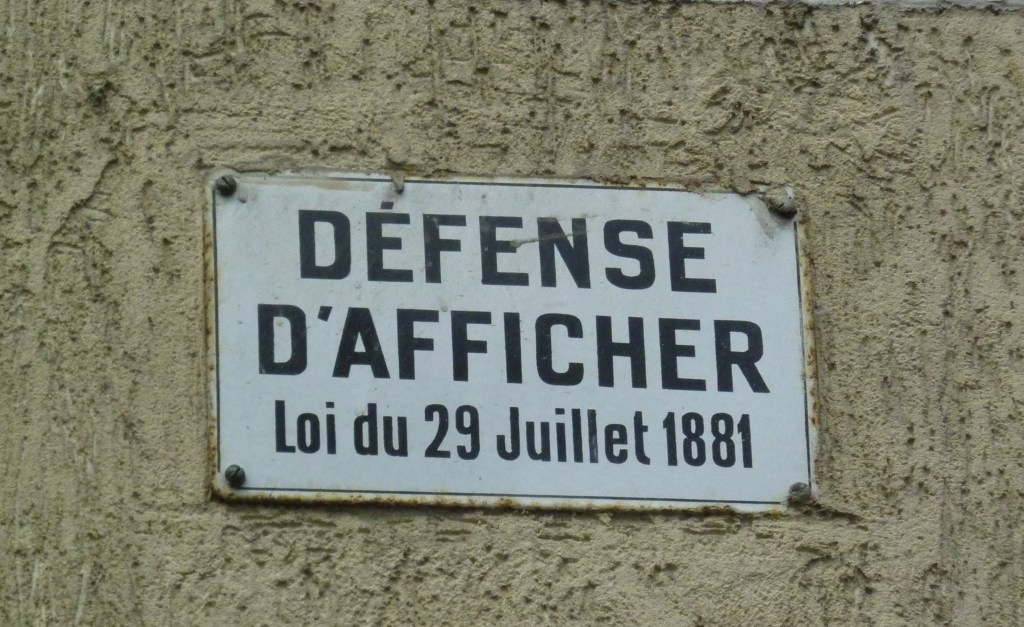 DÉFENSE
D'AFFICHER
Loi du 29 Juillet 1881